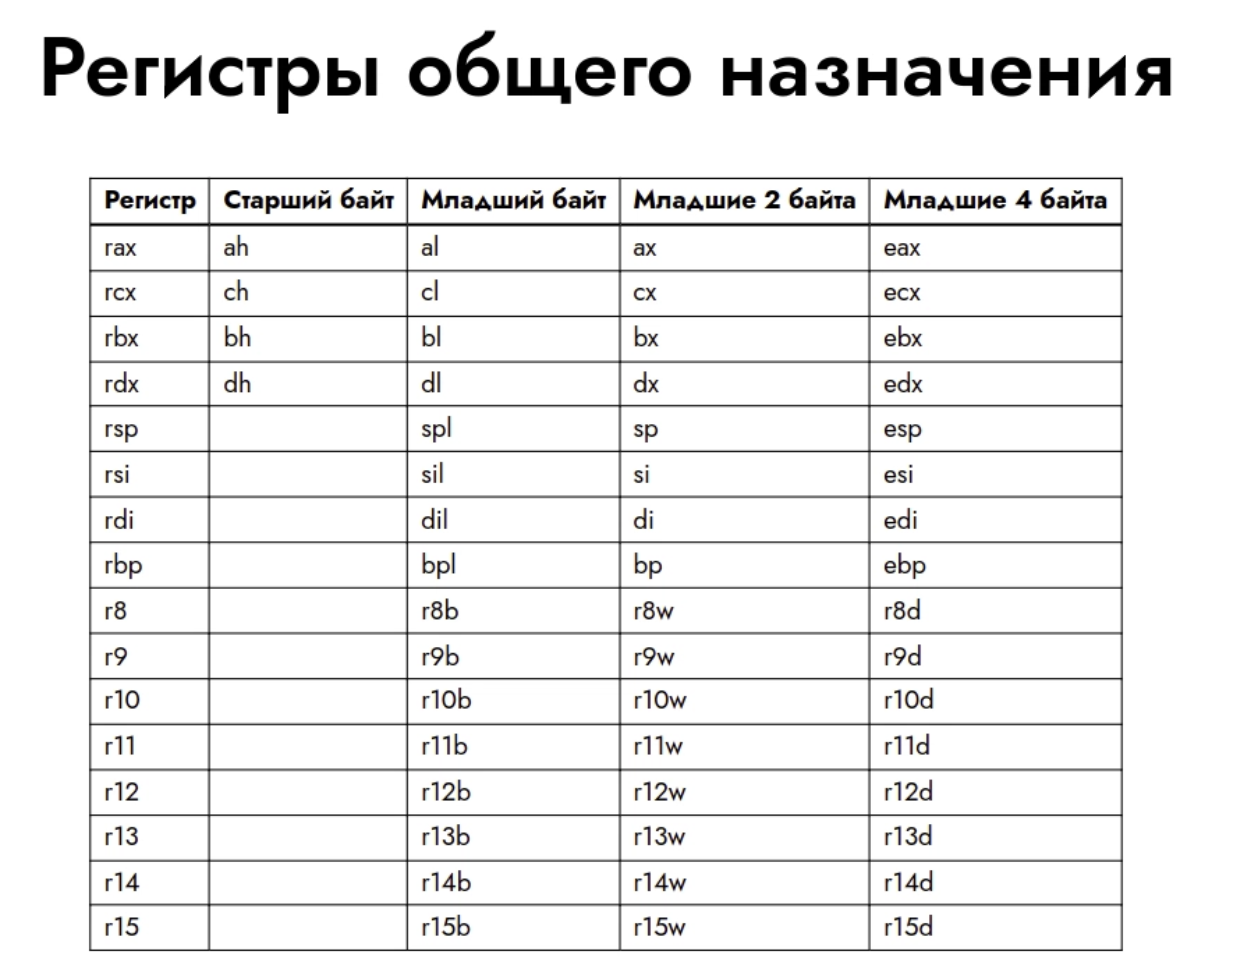 Регистры общего назначения
Регистр Старший байт Младший байт Младшие 2 байта Младшие 4 байта
rax ah al ax eax
rcx ch cl cx ecx
rbx bh bl bx ebx
rdx dh dl dx edx
rsp spl sp esp
rsi sil si esi
rdi dil di edi
rbp bpl bp ebp
r8 r8b r8w r8d
r9 r9b r9w r9d
r10 r10b r10w r10d
r11 r11b r11w r11d
r12 r12b r12w r12d
r13 r13b r13w r13d
r14 r14b r14w r14d
r15 r15b r15w r15d